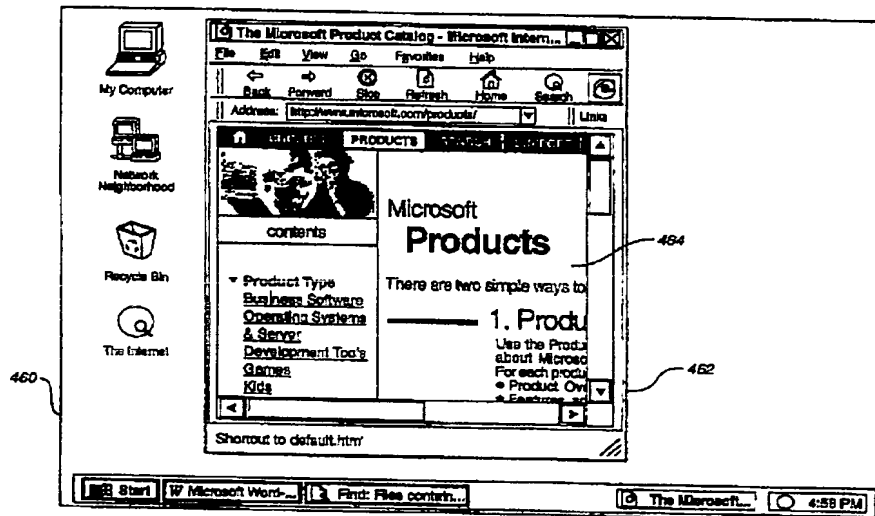 My Computer
Network
Neighborhood
Recycle Bin
The Internet
The Microsoft Product Catalog - Microsoft Intern...
File Edit View Go Favorites Help
Back Forward Stop Refresh Home Search
Address: http://www.microsoft.com/products/ Links
PRODUCTS
contents
Product Type
Business Software
Operating Systems
& Server
Development Tools
Games
Kids
Microsoft
Products
There are two simple ways to
1. Produ
Use the Produ
about Microso
For each produ
Product Ove
Features, 
Shortcut to default.htm'
460
462
464
Start W Microsoft Word-... Find: Files contain... The Microsoft... 4:58 PM